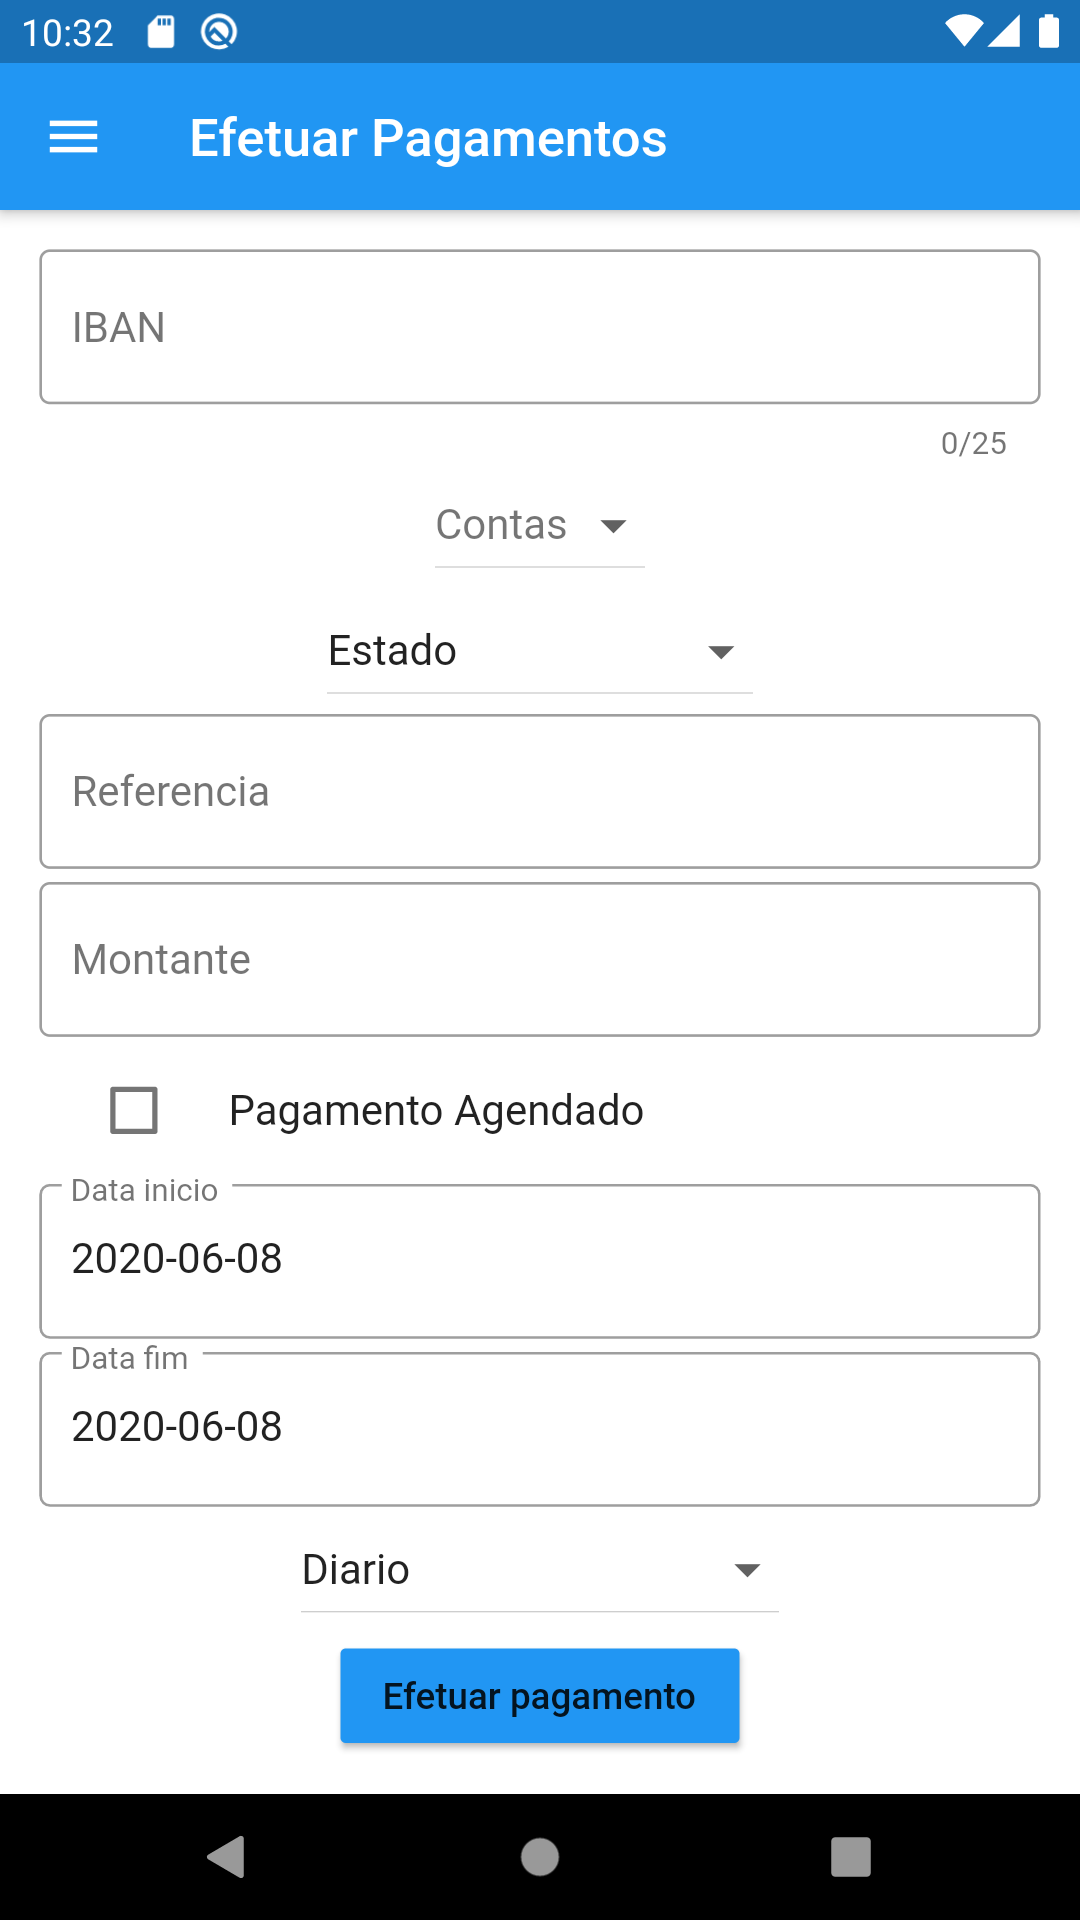 10:32
Efetuar Pagamentos
IBAN
0/25
Contas
Estado
Referencia
Montante
Pagamento Agendado
Data inicio
2020-06-08
Data fim
2020-06-08
Diario
Efetuar pagamento